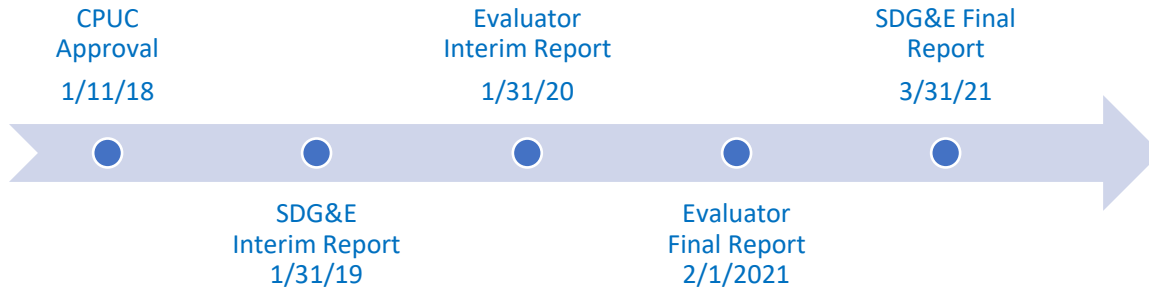 CPUC
Approval
1/11/18
SDG&E
Interim Report
1/31/19
Evaluator
Interim Report
1/31/20
Evaluator
Final Report
2/1/2021
SDG&E Final
Report
3/31/21